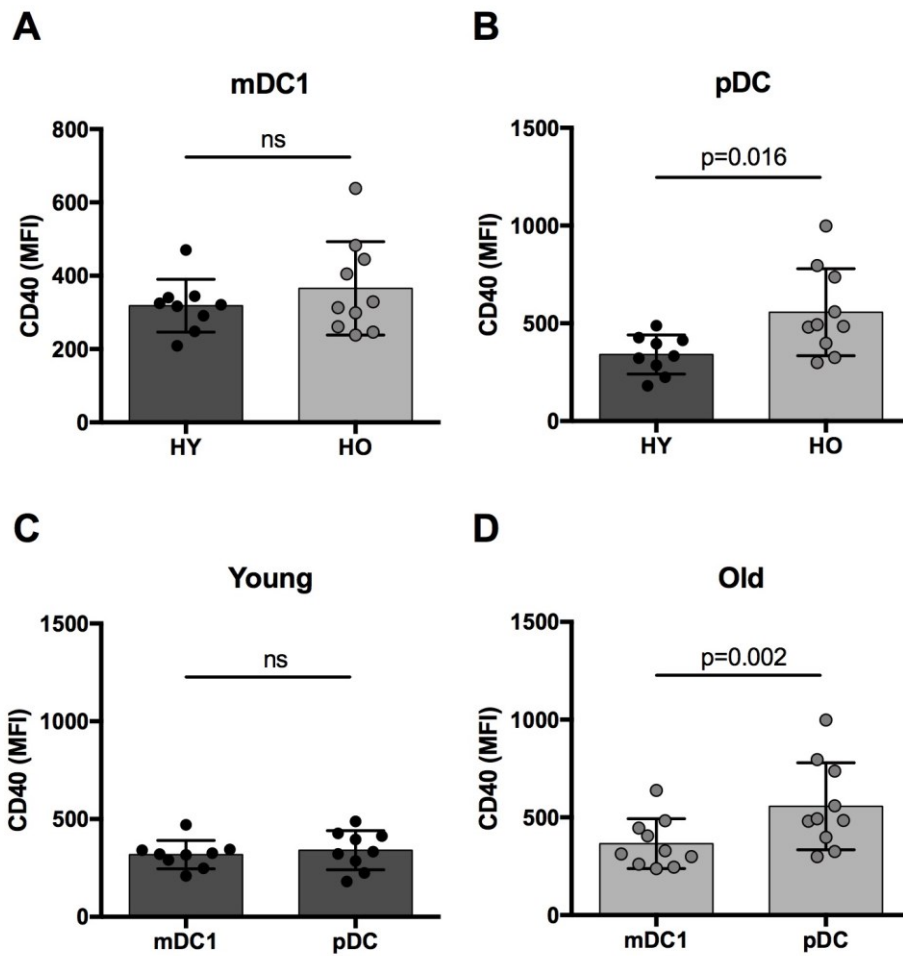 A
mDC1
CD40 (MFI)
800
600
400
200
0
ns
HY
HO
B
pDC
CD40 (MFI)
1500
1000
500
0
p=0.016
HY
HO
C
Young
CD40 (MFI)
1500
1000
500
0
ns
mDC1
pDC
D
Old
CD40 (MFI)
1500
1000
500
0
p=0.002
mDC1
pDC